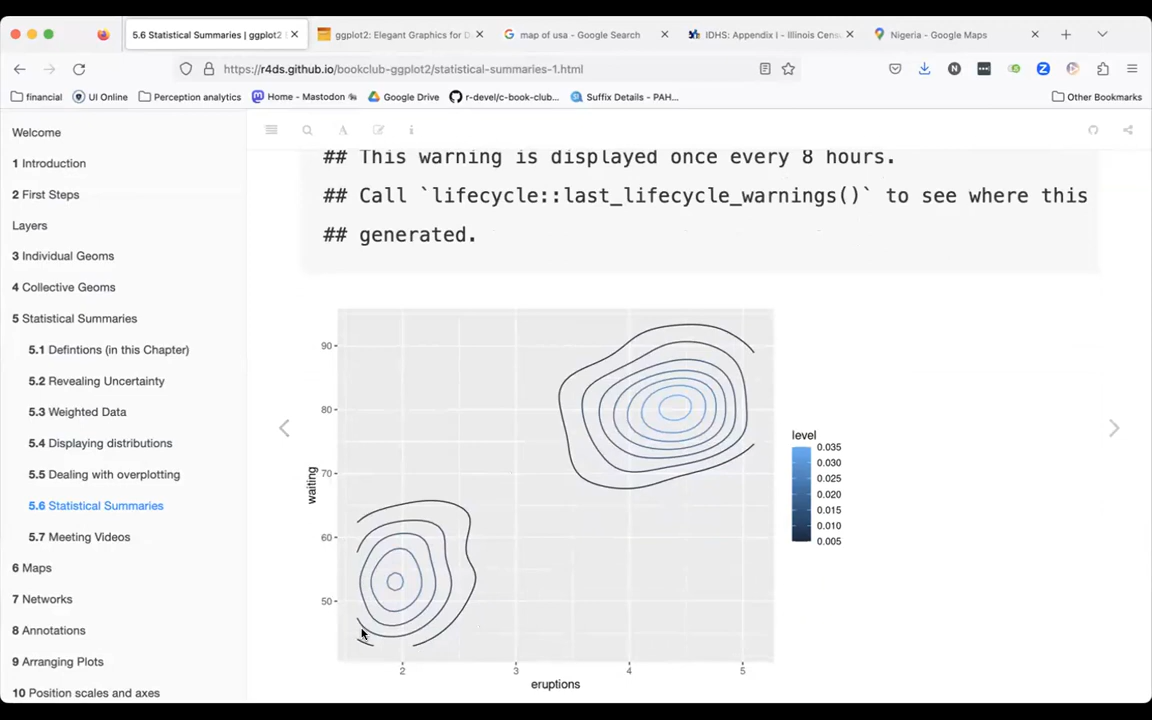 5.6 Statistical Summaries | ggplot2
ggplot2: Elegant Graphics for D
map of usa - Google Search
IDHS: Appendix I - Illinois Censu
Nigeria - Google Maps
https://r4ds.github.io/bookclub-ggplot2/statistical-summaries-1.html
financial
UI Online
Perception analytics
Home - Mastodon
Google Drive
r-devel/c-book-club...
Suffix Details - PAH...
Other Bookmarks
Welcome
1 Introduction
2 First Steps
Layers
3 Individual Geoms
4 Collective Geoms
5 Statistical Summaries
5.1 Defintions (in this Chapter)
5.2 Revealing Uncertainty
5.3 Weighted Data
5.4 Displaying distributions
5.5 Dealing with overplotting
5.6 Statistical Summaries
5.7 Meeting Videos
6 Maps
7 Networks
8 Annotations
9 Arranging Plots
10 Position scales and axes
## This warning is displayed once every 8 hours.
## Call `lifecycle::last_lifecycle_warnings()` to see where this
## generated.
90
80
70
60
50
waiting
2
3
4
5
eruptions
level
0.035
0.030
0.025
0.020
0.015
0.010
0.005